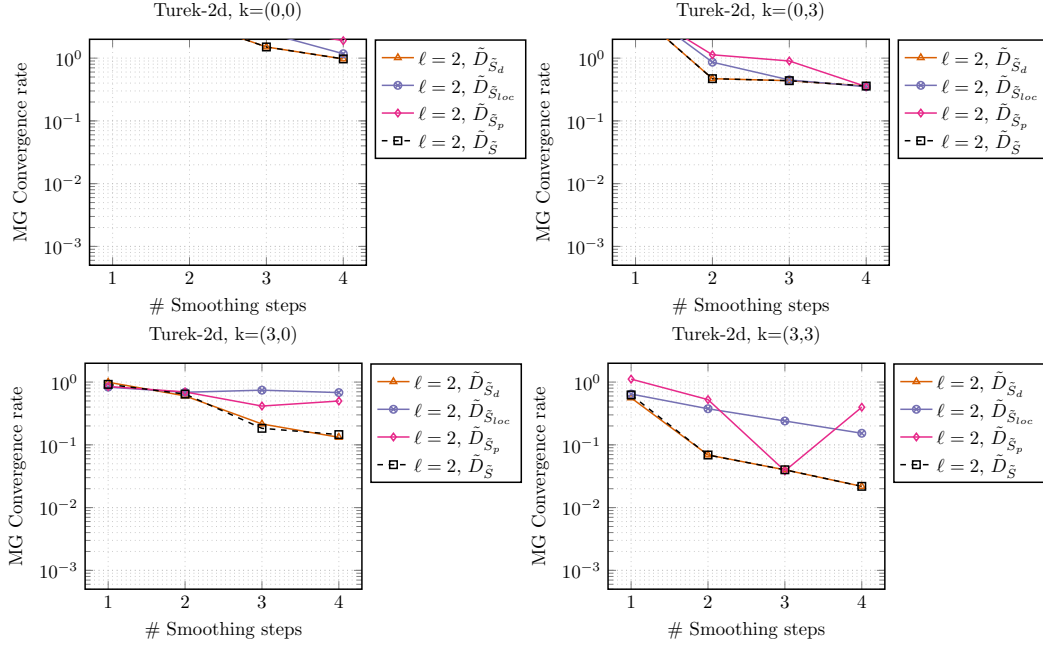 Turek-2d, k=(0,0)
MG Convergence rate
10^0
10^{-1}
10^{-2}
10^{-3}
1 2 3 4
# Smoothing steps
ℓ = 2, D̃_{S̃_d}
ℓ = 2, D̃_{S̃_{loc}}
ℓ = 2, D̃_{S̃_p}
ℓ = 2, D̃_{S̃}
Turek-2d, k=(0,3)
MG Convergence rate
10^0
10^{-1}
10^{-2}
10^{-3}
1 2 3 4
# Smoothing steps
ℓ = 2, D̃_{S̃_d}
ℓ = 2, D̃_{S̃_{loc}}
ℓ = 2, D̃_{S̃_p}
ℓ = 2, D̃_{S̃}
Turek-2d, k=(3,0)
MG Convergence rate
10^0
10^{-1}
10^{-2}
10^{-3}
1 2 3 4
# Smoothing steps
ℓ = 2, D̃_{S̃_d}
ℓ = 2, D̃_{S̃_{loc}}
ℓ = 2, D̃_{S̃_p}
ℓ = 2, D̃_{S̃}
Turek-2d, k=(3,3)
MG Convergence rate
10^0
10^{-1}
10^{-2}
10^{-3}
1 2 3 4
# Smoothing steps
ℓ = 2, D̃_{S̃_d}
ℓ = 2, D̃_{S̃_{loc}}
ℓ = 2, D̃_{S̃_p}
ℓ = 2, D̃_{S̃}